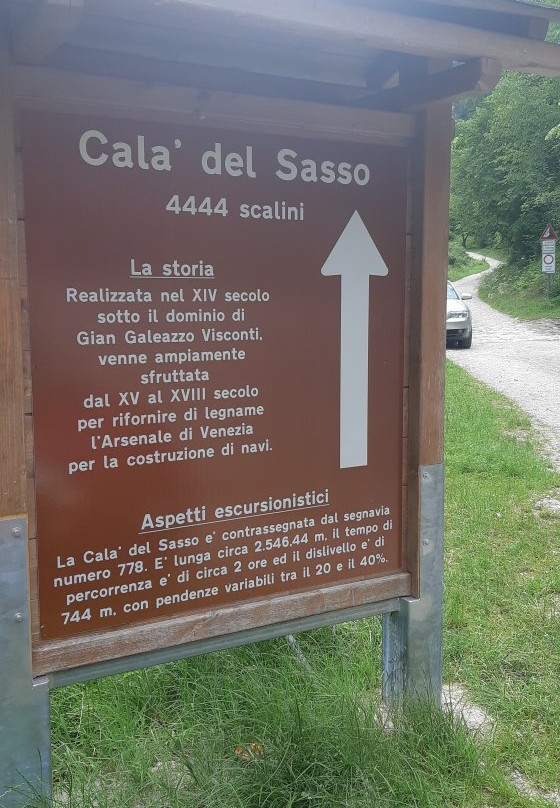 Cala' del Sasso
4444 scalini
La storia
Realizzata nel XIV secolo
sotto il dominio di
Gian Galeazzo Visconti,
venne ampiamente
sfruttata
dal XV al XVIII secolo
per rifornire di legname
l'Arsenale di Venezia
per la costruzione di navi.
Aspetti escursionistici
La Cala' del Sasso e' contrassegnata dal segnavia
numero 778. E' lunga circa 2.546.44 m. il tempo di
percorrenza e' di circa 2 ore ed il dislivello e' di
744 m. con pendenze variabili tra il 20 e il 40%.